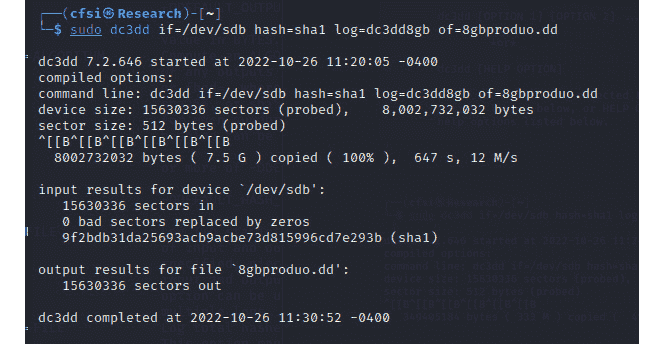 ┌──(cfsi㉿Research)-[~]
└─$ sudo dc3dd if=/dev/sdb hash=sha1 log=dc3dd8gb of=8gbproduo.dd
dc3dd 7.2.646 started at 2022-10-26 11:20:05 -0400
compiled options:
command line: dc3dd if=/dev/sdb hash=sha1 log=dc3dd8gb of=8gbproduo.dd
device size: 15630336 sectors (probed),    8,002,732,032 bytes
sector size: 512 bytes (probed)
^[[B^[[B^[[B^[[B^[[B^[[B
8002732032 bytes ( 7.5 G ) copied ( 100% ),  647 s, 12 M/s
input results for device `/dev/sdb':
15630336 sectors in
0 bad sectors replaced by zeros
9f2bdb31da25693acb9acbe73d815996cd7e293b (sha1)
output results for file `8gbproduo.dd':
15630336 sectors out
dc3dd completed at 2022-10-26 11:30:52 -0400